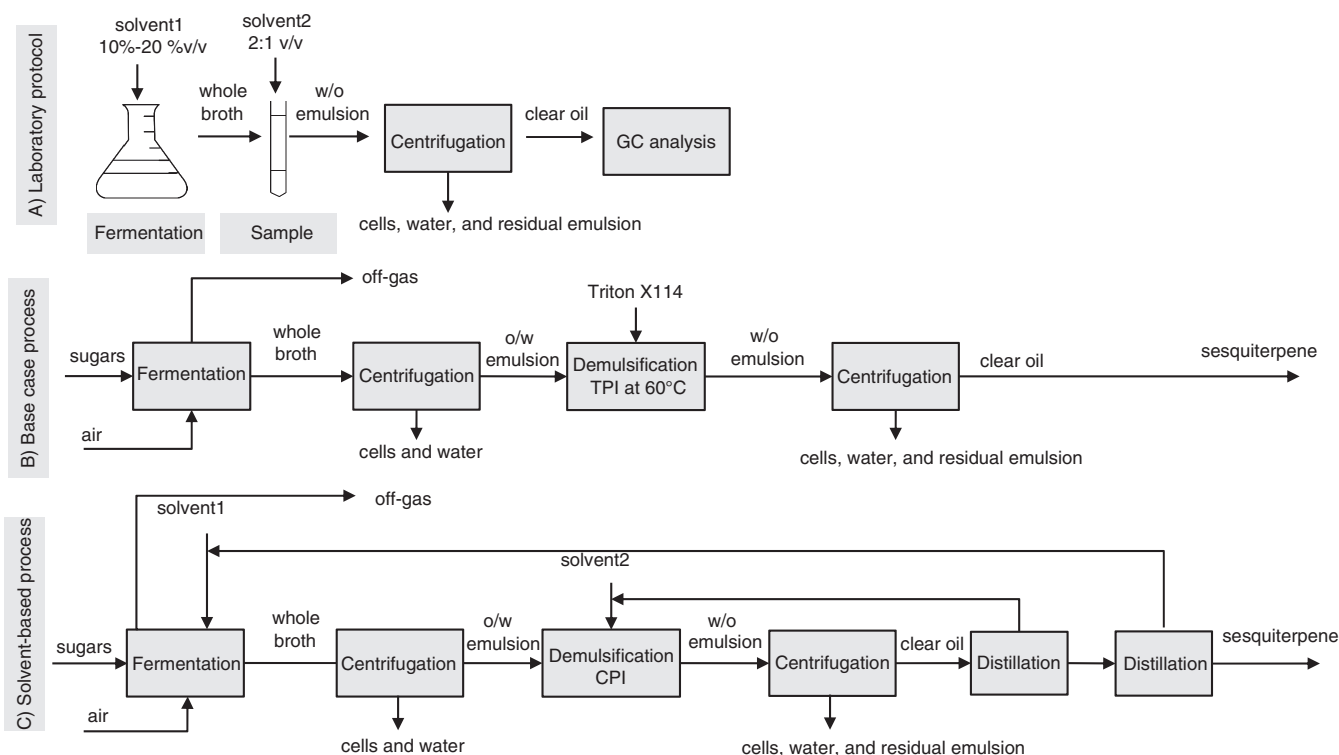 A) Laboratory protocol
solvent1
10%-20 %v/v
solvent2
2:1 v/v
whole
broth
w/o
emulsion
Centrifugation
clear oil
GC analysis
cells, water, and residual emulsion
Fermentation
Sample
B) Base case process
off-gas
Triton X114
sugars
Fermentation
whole
broth
Centrifugation
o/w
emulsion
Demulsification
TPI at 60°C
w/o
emulsion
Centrifugation
clear oil
sesquiterpene
air
cells and water
cells, water, and residual emulsion
C) Solvent-based process
off-gas
solvent1
solvent2
sugars
Fermentation
whole
broth
Centrifugation
o/w
emulsion
Demulsification
CPI
w/o
emulsion
Centrifugation
clear oil
Distillation
Distillation
sesquiterpene
air
cells and water
cells, water, and residual emulsion